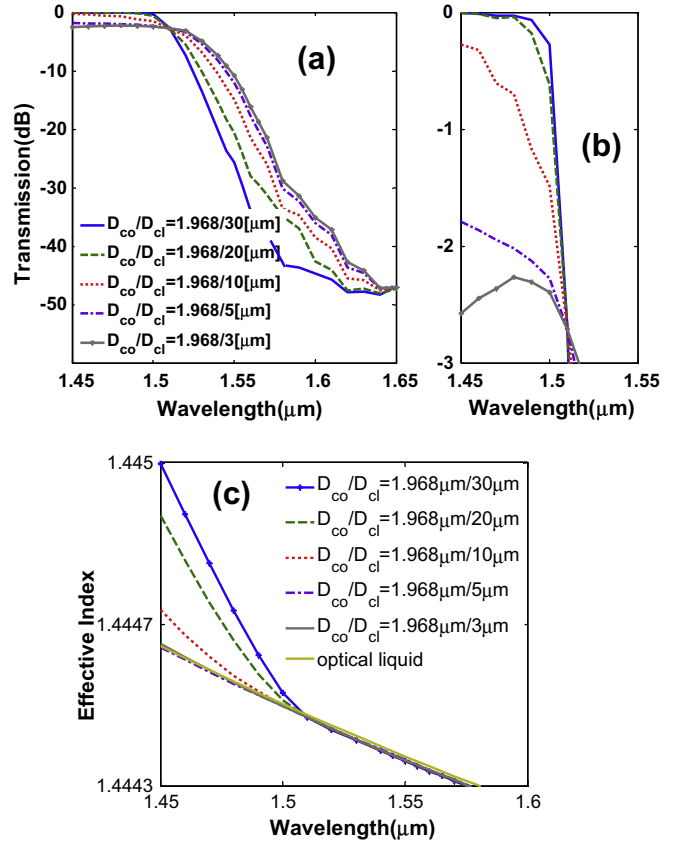 0
-10
-20
-30
-40
-50
Transmission(dB)
(a)
D_co/D_cl=1.968/30[μm]
D_co/D_cl=1.968/20[μm]
D_co/D_cl=1.968/10[μm]
D_co/D_cl=1.968/5[μm]
D_co/D_cl=1.968/3[μm]
1.45 1.5 1.55 1.6 1.65
Wavelength(μm)
0
-1
-2
-3
(b)
1.45 1.5 1.55
Wavelength(μm)
1.445
1.4447
1.4443
Effective Index
(c)
D_co/D_cl=1.968μm/30μm
D_co/D_cl=1.968μm/20μm
D_co/D_cl=1.968μm/10μm
D_co/D_cl=1.968μm/5μm
D_co/D_cl=1.968μm/3μm
optical liquid
1.45 1.5 1.55 1.6
Wavelength(μm)